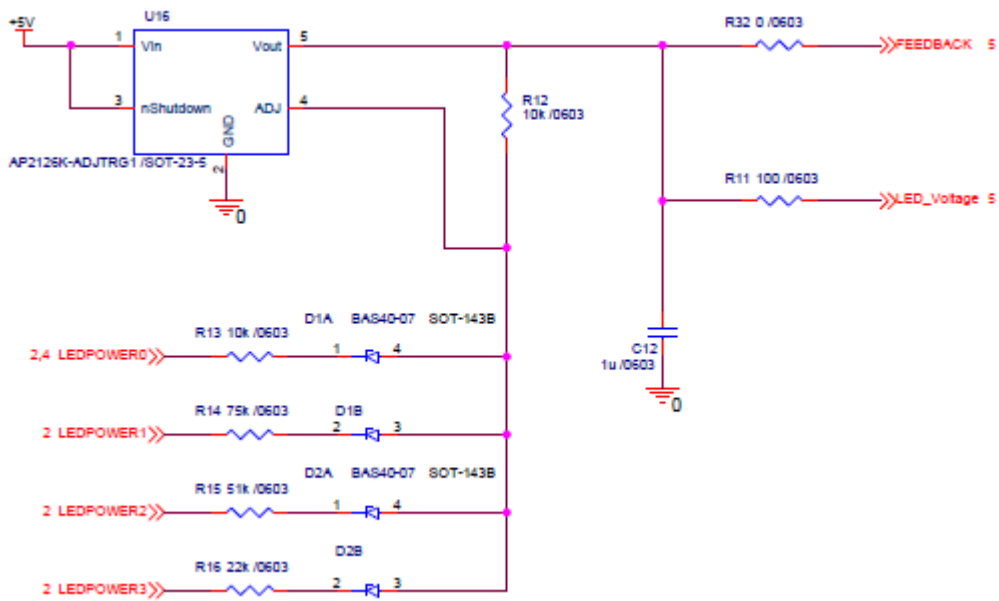 +5V
U16
1 Vin Vout 5
3 nShutdown ADJ 4
GND
2
AP2126K-ADJTRG1 /SOT-23-5
0
R12
10k /0603
R32 0 /0603
FEEDBACK 5
R11 100 /0603
LED_Voltage 5
C12
1u /0603
0
D1A BAS40-07 SOT-143B
R13 10k /0603
2,4 LEDPOWER0
1 4
R14 75k /0603
D1B
2 LEDPOWER1
2 3
D2A BAS40-07 SOT-143B
R15 51k /0603
2 LEDPOWER2
1 4
D2B
R16 22k /0603
2 LEDPOWER3
2 3